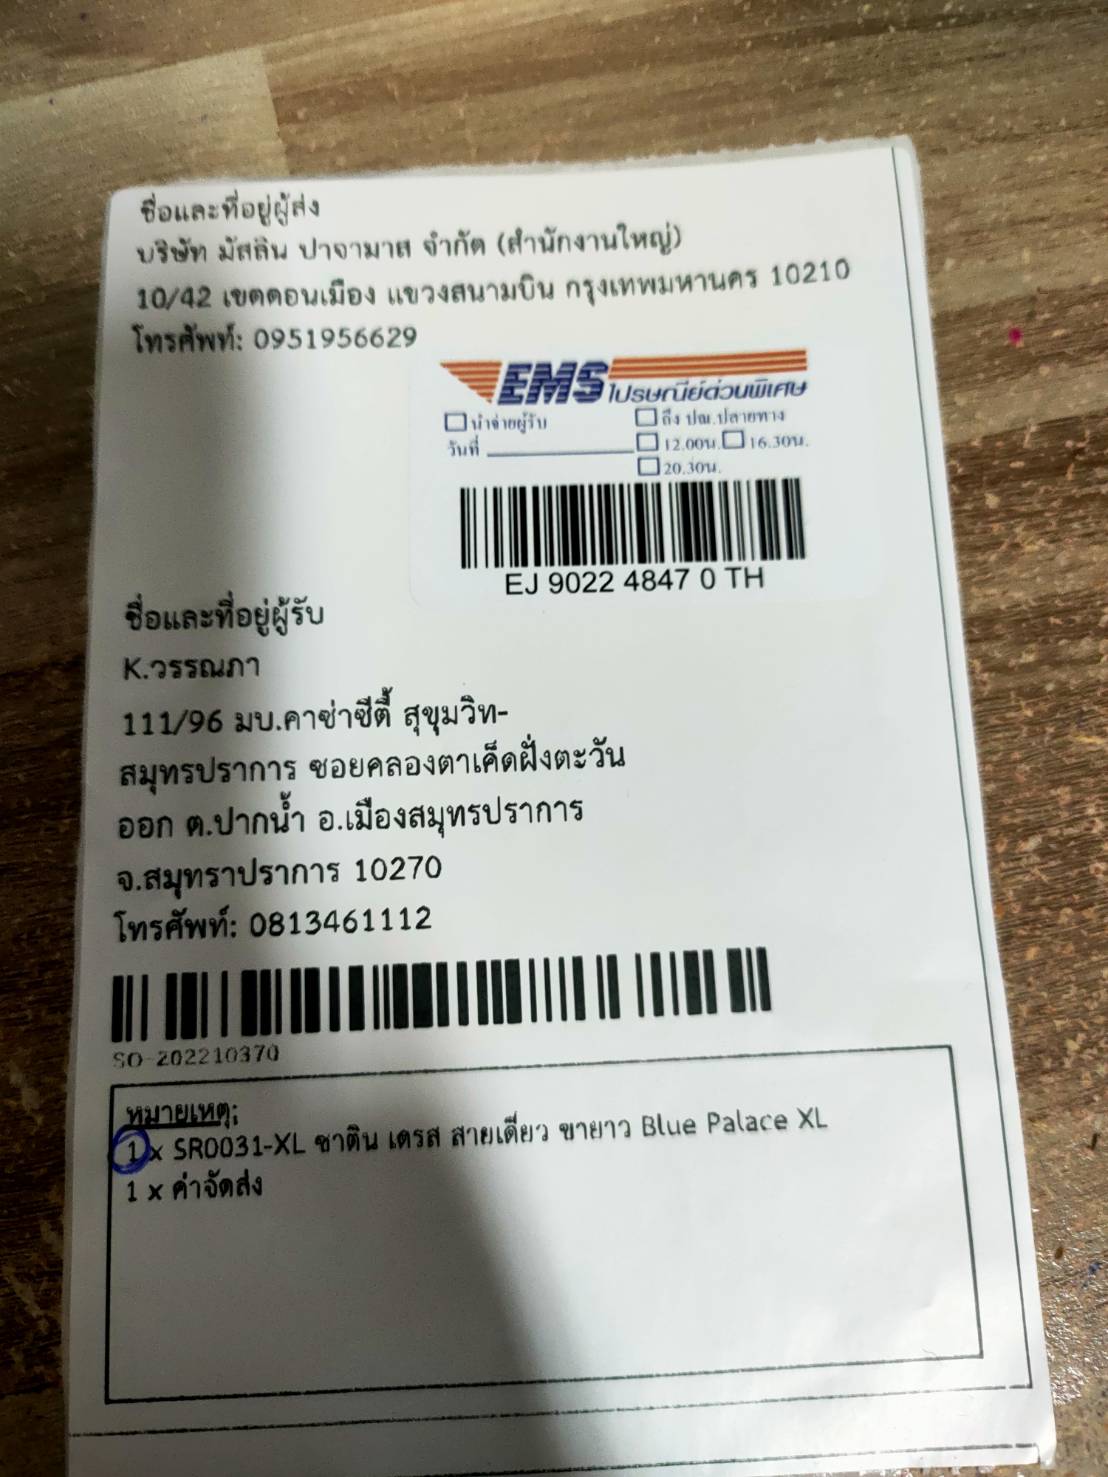 ชื่อและที่อยู่ผู้ส่ง
บริษัท มัสลิน ปาจามาส จำกัด (สำนักงานใหญ่)
10/42 เขตดอนเมือง แขวงสนามบิน กรุงเทพมหานคร 10210
โทรศัพท์: 0951956629
EMS ไปรษณีย์ด่วนพิเศษ
นำจ่ายผู้รับ ถึง ปณ.ปลายทาง
วันที่ 12.00น. 16.30น.
20.30น.
EJ 9022 4847 0 TH
ชื่อและที่อยู่ผู้รับ
K.วรรณภา
111/96 มบ.คาซ่าซีตี้ สุขุมวิท-
สมุทรปราการ ซอยคลองตาเค็ดฝั่งตะวัน
ออก ต.ปากน้ำ อ.เมืองสมุทรปราการ
จ.สมุทราปราการ 10270
โทรศัพท์: 0813461112
SO-202210370
หมายเหตุ:
1 x SR0031-XL ซาติน เดรส สายเดี่ยว ขายาว Blue Palace XL
1 x ค่าจัดส่ง